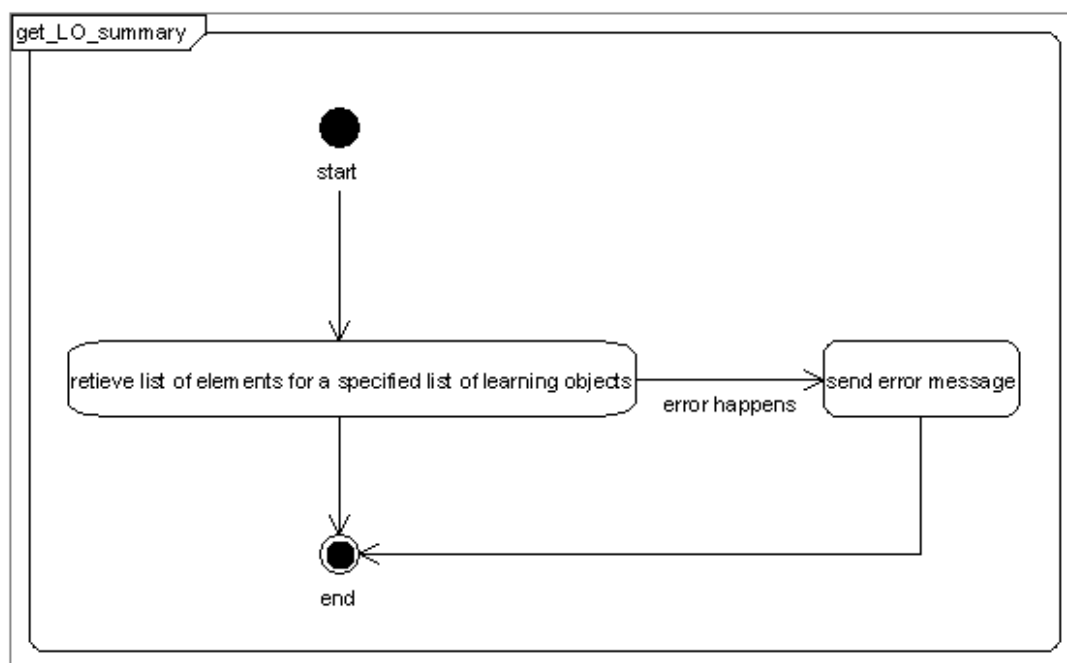 get_LO_summary
start
retieve list of elements for a specified list of learning objects
error happens
send error message
end